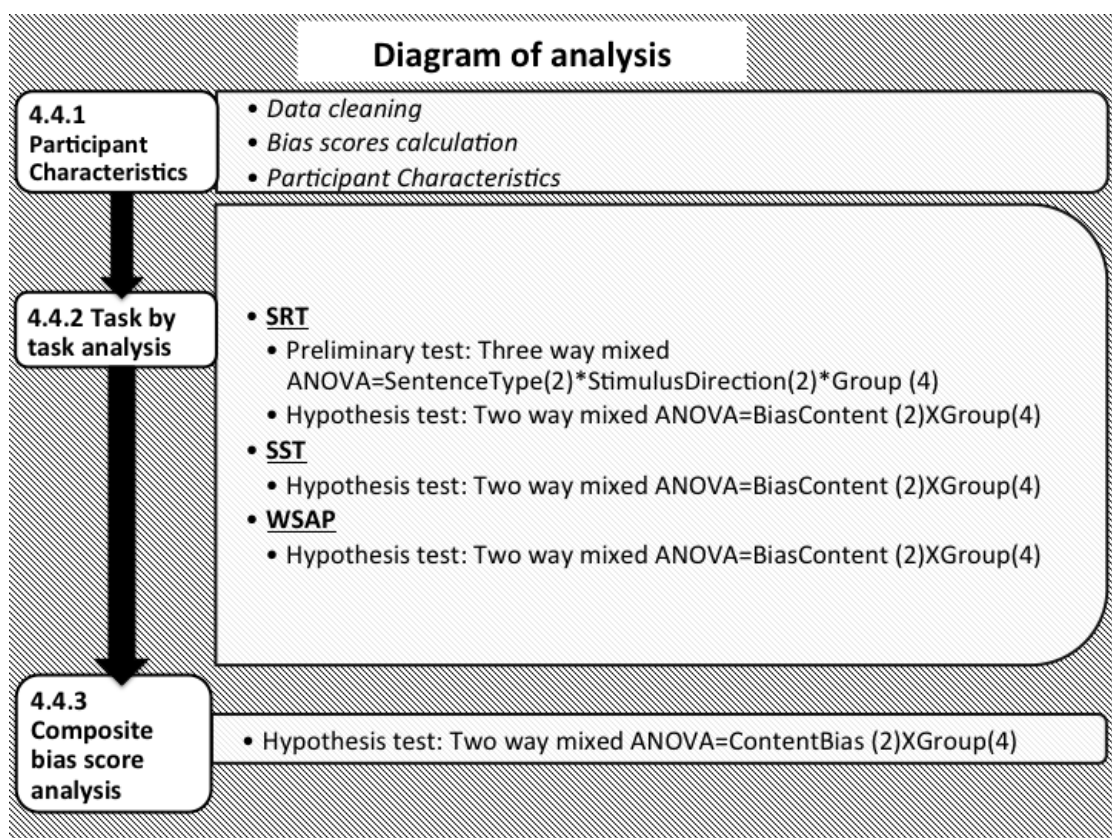 Diagram of analysis
4.4.1
Participant
Characteristics
• Data cleaning
• Bias scores calculation
• Participant Characteristics
4.4.2 Task by
task analysis
• SRT
• Preliminary test: Three way mixed
ANOVA=SentenceType(2)*StimulusDirection(2)*Group (4)
• Hypothesis test: Two way mixed ANOVA=BiasContent (2)XGroup(4)
• SST
• Hypothesis test: Two way mixed ANOVA=BiasContent (2)XGroup(4)
• WSAP
• Hypothesis test: Two way mixed ANOVA=BiasContent (2)XGroup(4)
4.4.3
Composite
bias score
analysis
• Hypothesis test: Two way mixed ANOVA=ContentBias (2)XGroup(4)